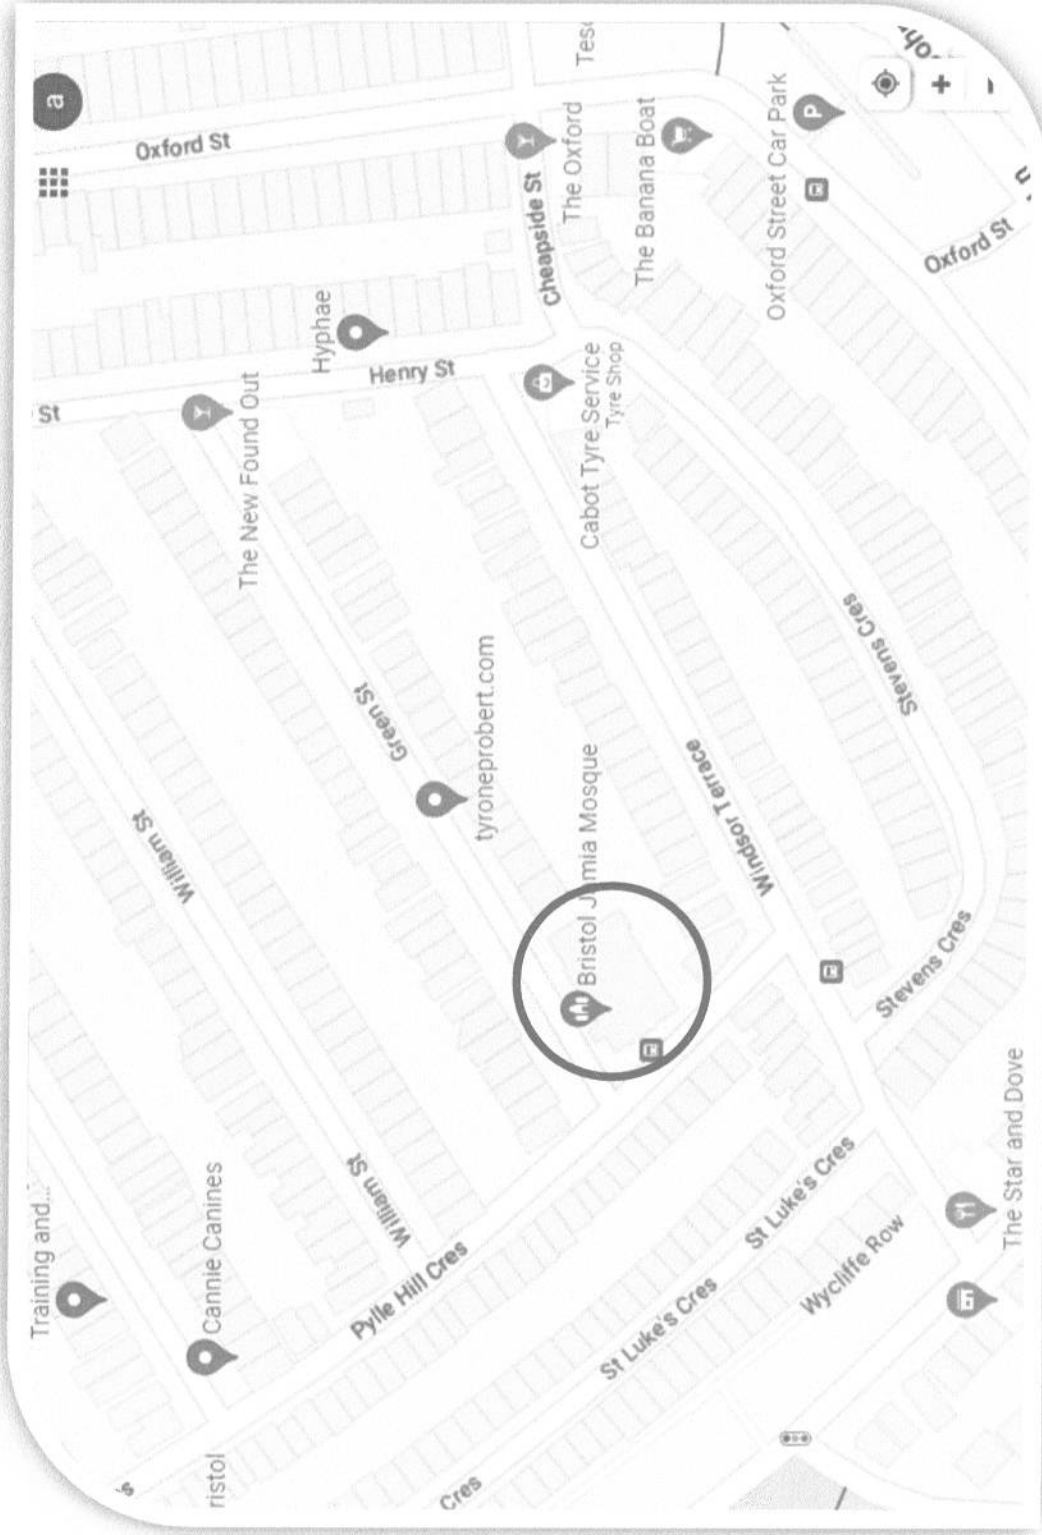 Training and...
a
St
's
William St
Oxford St
Cannie Canines
ristol
The New Found Out
Hyphae
William St
Green St
Henry St
Pylle Hill Cres
Cres
tyroneprobert.com
Cheapside St
The Oxford
Tes
Bristol Jamia Mosque
Cabot Tyre Service
Tyre Shop
The Banana Boat
St Luke's Cres
Windsor Terrace
Oxford Street Car Park
P
St Luke's Cres
Wycliffe Row
Stevens Cres
Stevens Cres
Oxford St
+
-
The Star and Dove